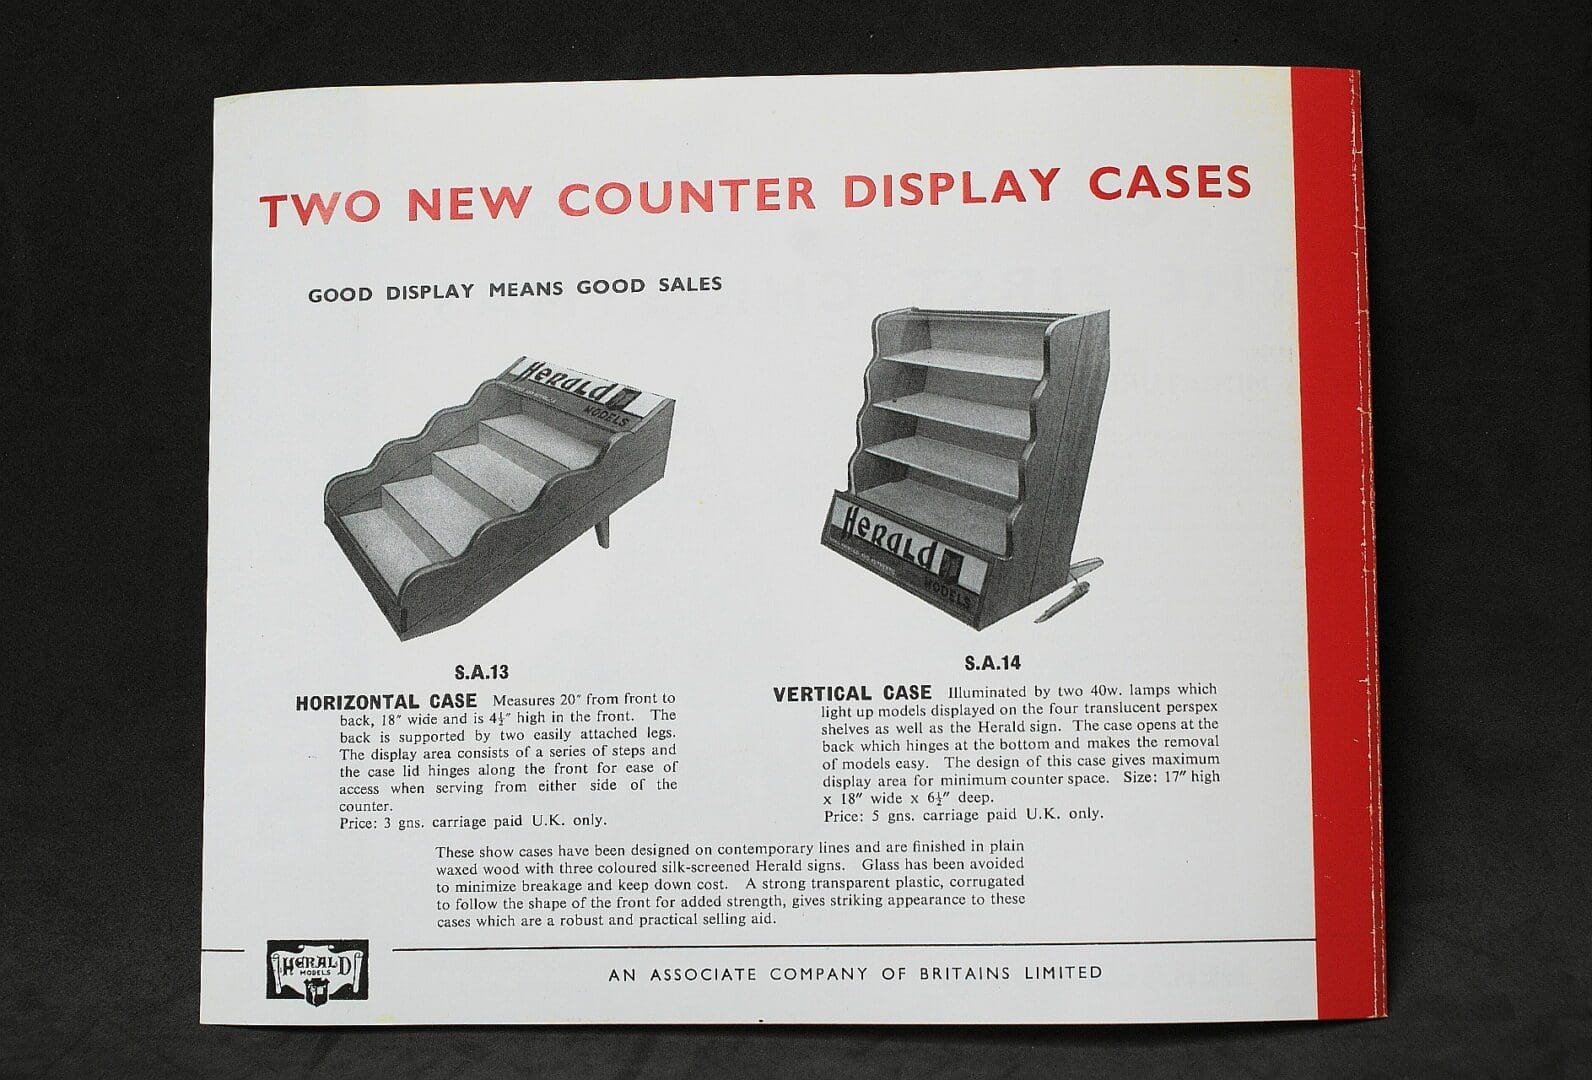 TWO NEW COUNTER DISPLAY CASES
GOOD DISPLAY MEANS GOOD SALES
Herald
MODELS
Herald
MODELS
S.A.13
HORIZONTAL CASE Measures 20″ from front to
back, 18″ wide and is 4½″ high in the front. The
back is supported by two easily attached legs.
The display area consists of a series of steps and
the case lid hinges along the front for ease of
access when serving from either side of the
counter.
Price: 3 gns. carriage paid U.K. only.
S.A.14
VERTICAL CASE Illuminated by two 40w. lamps which
light up models displayed on the four translucent perspex
shelves as well as the Herald sign. The case opens at the
back which hinges at the bottom and makes the removal
of models easy. The design of this case gives maximum
display area for minimum counter space. Size: 17″ high
x 18″ wide x 6½″ deep.
Price: 5 gns. carriage paid U.K. only.
These show cases have been designed on contemporary lines and are finished in plain
waxed wood with three coloured silk-screened Herald signs. Glass has been avoided
to minimize breakage and keep down cost. A strong transparent plastic, corrugated
to follow the shape of the front for added strength, gives striking appearance to these
cases which are a robust and practical selling aid.
HERALD
MODELS
AN ASSOCIATE COMPANY OF BRITAINS LIMITED